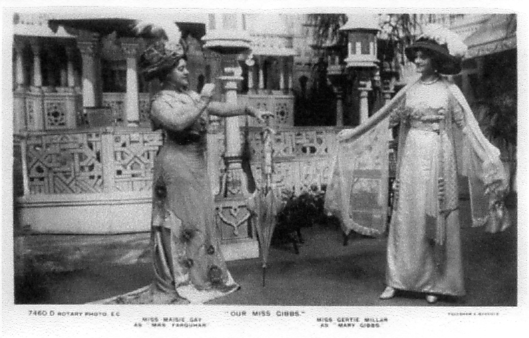 7460 D ROTARY PHOTO. E.C
"OUR MISS GIBBS."
MISS MAISIE GAY
AS "MRS FARQUHAR"
MISS GERTIE MILLAR
AS "MARY GIBBS